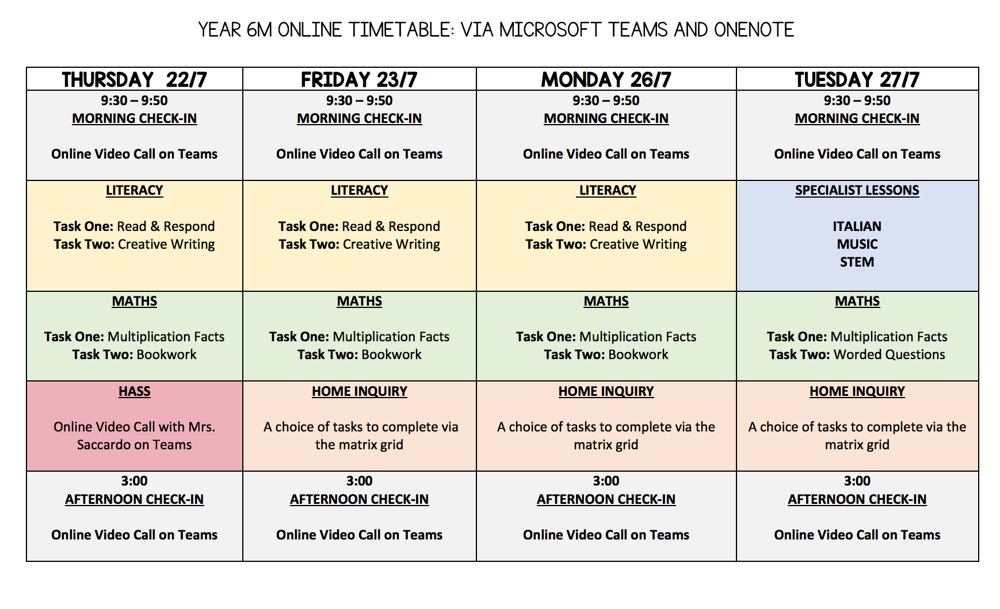 YEAR 6M ONLINE TIMETABLE: VIA MICROSOFT TEAMS AND ONENOTE
THURSDAY 22/7
FRIDAY 23/7
MONDAY 26/7
TUESDAY 27/7
9:30 – 9:50
MORNING CHECK-IN
Online Video Call on Teams
9:30 – 9:50
MORNING CHECK-IN
Online Video Call on Teams
9:30 – 9:50
MORNING CHECK-IN
Online Video Call on Teams
9:30 – 9:50
MORNING CHECK-IN
Online Video Call on Teams
LITERACY
Task One: Read & Respond
Task Two: Creative Writing
LITERACY
Task One: Read & Respond
Task Two: Creative Writing
LITERACY
Task One: Read & Respond
Task Two: Creative Writing
SPECIALIST LESSONS
ITALIAN
MUSIC
STEM
MATHS
Task One: Multiplication Facts
Task Two: Bookwork
MATHS
Task One: Multiplication Facts
Task Two: Bookwork
MATHS
Task One: Multiplication Facts
Task Two: Bookwork
MATHS
Task One: Multiplication Facts
Task Two: Worded Questions
HASS
Online Video Call with Mrs.
Saccardo on Teams
HOME INQUIRY
A choice of tasks to complete via
the matrix grid
HOME INQUIRY
A choice of tasks to complete via the
matrix grid
HOME INQUIRY
A choice of tasks to complete via the
matrix grid
3:00
AFTERNOON CHECK-IN
Online Video Call on Teams
3:00
AFTERNOON CHECK-IN
Online Video Call on Teams
3:00
AFTERNOON CHECK-IN
Online Video Call on Teams
3:00
AFTERNOON CHECK-IN
Online Video Call on Teams